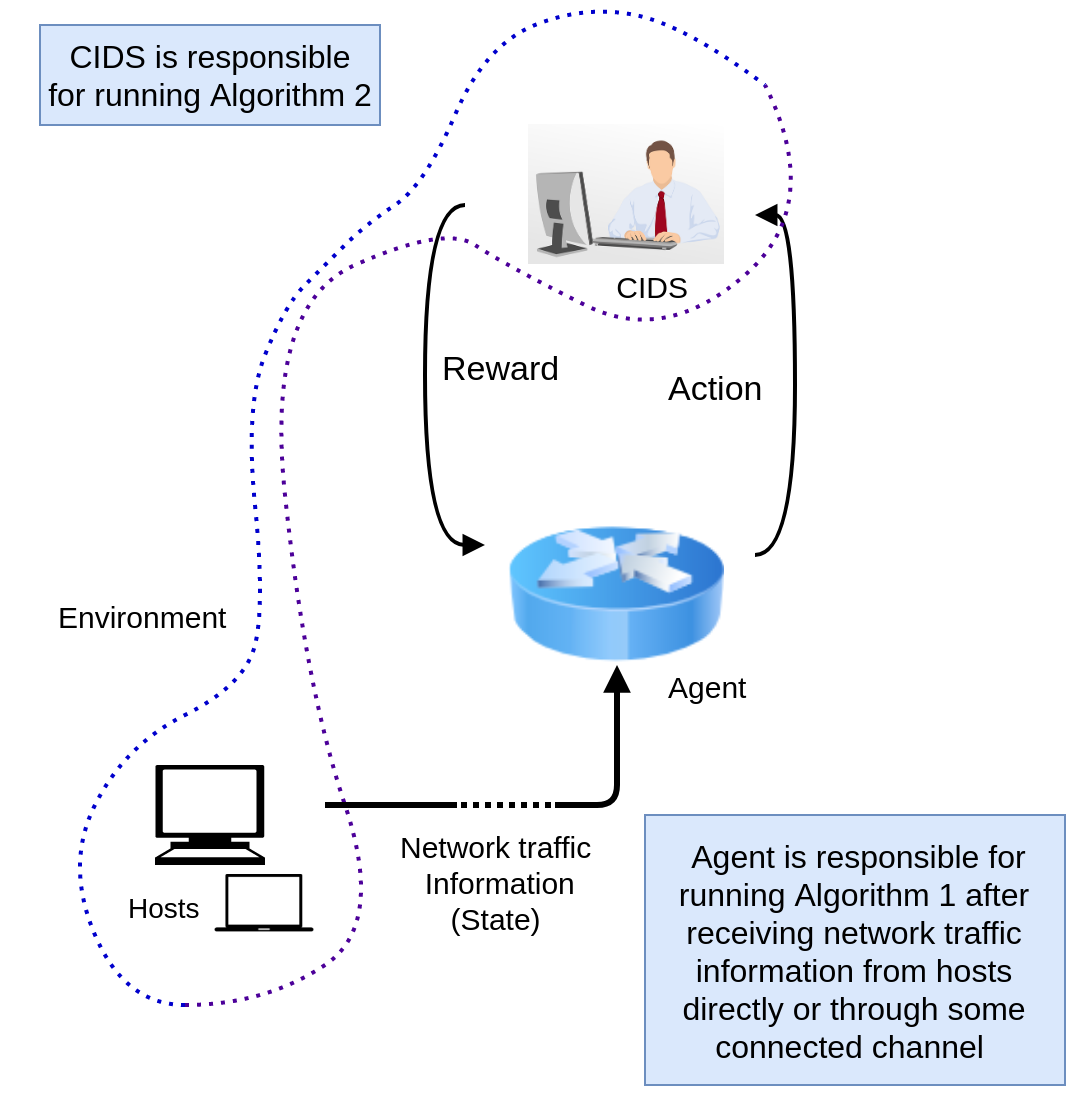 CIDS is responsible
for running Algorithm 2
CIDS
Reward
Action
Environment
Agent
Network traffic
Information
(State)
Hosts
Agent is responsible for
running Algorithm 1 after
receiving network traffic
information from hosts
directly or through some
connected channel